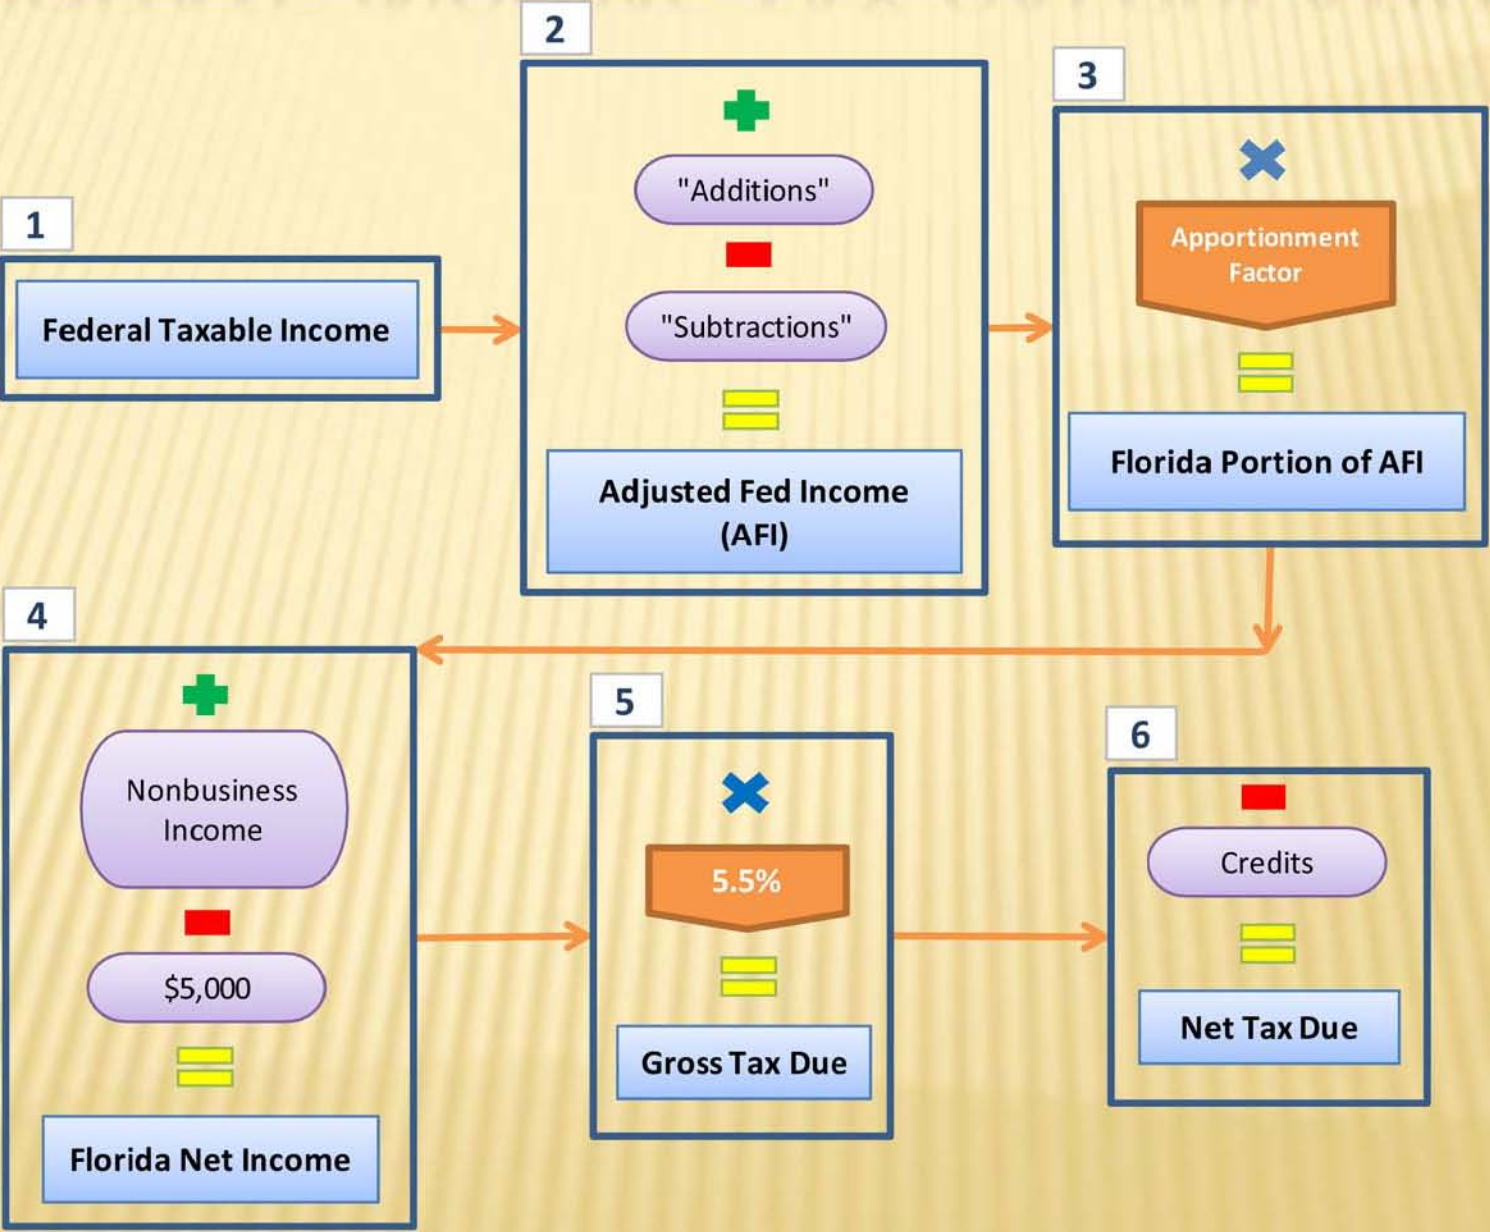 1
Federal Taxable Income
2
"Additions"
"Subtractions"
Adjusted Fed Income
(AFI)
3
Apportionment
Factor
Florida Portion of AFI
4
Nonbusiness
Income
$5,000
Florida Net Income
5
5.5%
Gross Tax Due
6
Credits
Net Tax Due